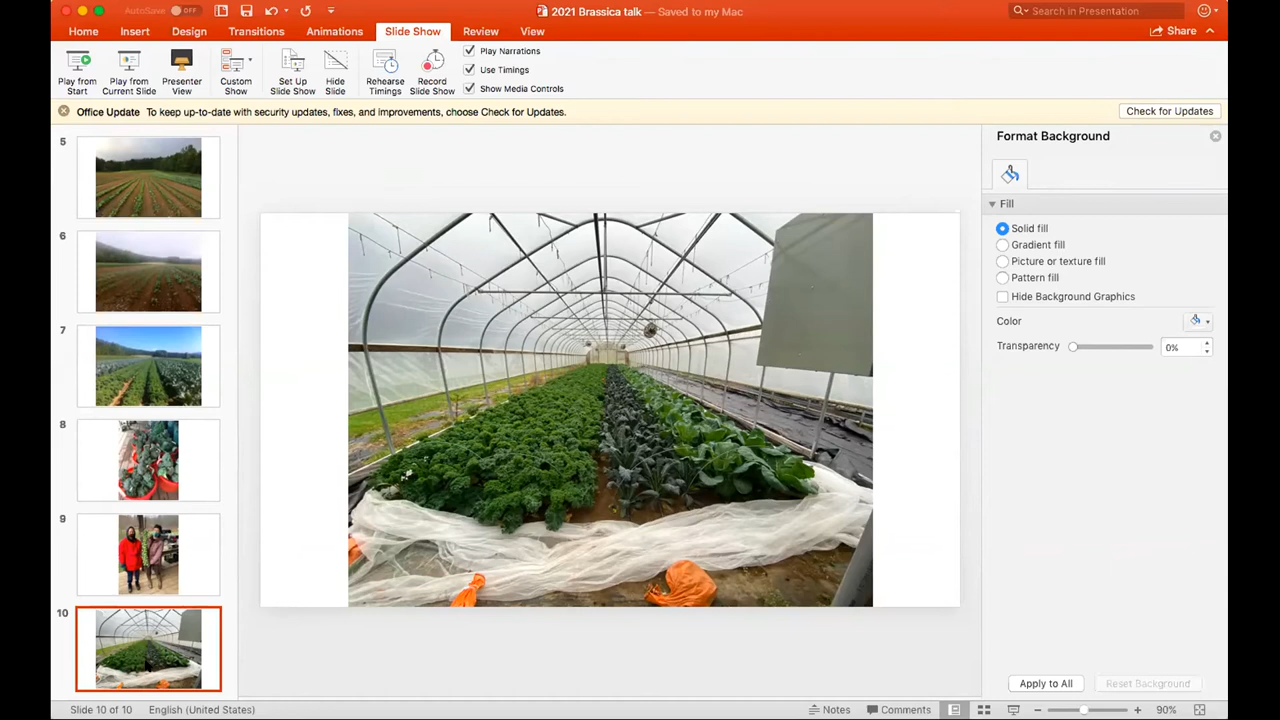 AutoSave OFF
2021 Brassica talk — Saved to my Mac
Search in Presentation
Home Insert Design Transitions Animations Slide Show Review View
Share
Play from Start
Play from Current Slide
Presenter View
Custom Show
Set Up Slide Show
Hide Slide
Rehearse Timings
Record Slide Show
Play Narrations
Use Timings
Show Media Controls
Office Update To keep up-to-date with security updates, fixes, and improvements, choose Check for Updates.
Check for Updates
5
6
7
8
9
10
Format Background
Fill
Solid fill
Gradient fill
Picture or texture fill
Pattern fill
Hide Background Graphics
Color
Transparency 0%
Apply to All Reset Background
Slide 10 of 10 English (United States) Notes Comments 90%